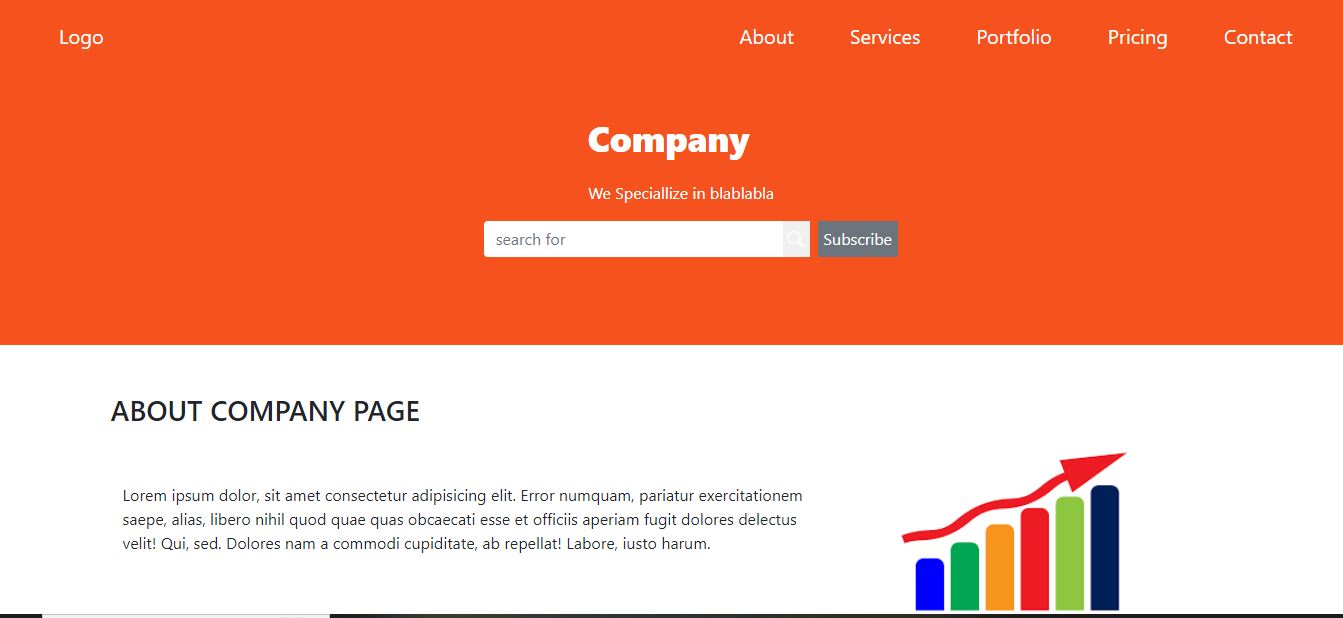 Logo
About Services Portfolio Pricing Contact
Company
We Speciallize in blablabla
search for
Subscribe
ABOUT COMPANY PAGE
Lorem ipsum dolor, sit amet consectetur adipisicing elit. Error numquam, pariatur exercitationem
saepe, alias, libero nihil quod quae quas obcaecati esse et officiis aperiam fugit dolores delectus
velit! Qui, sed. Dolores nam a commodi cupiditate, ab repellat! Labore, iusto harum.